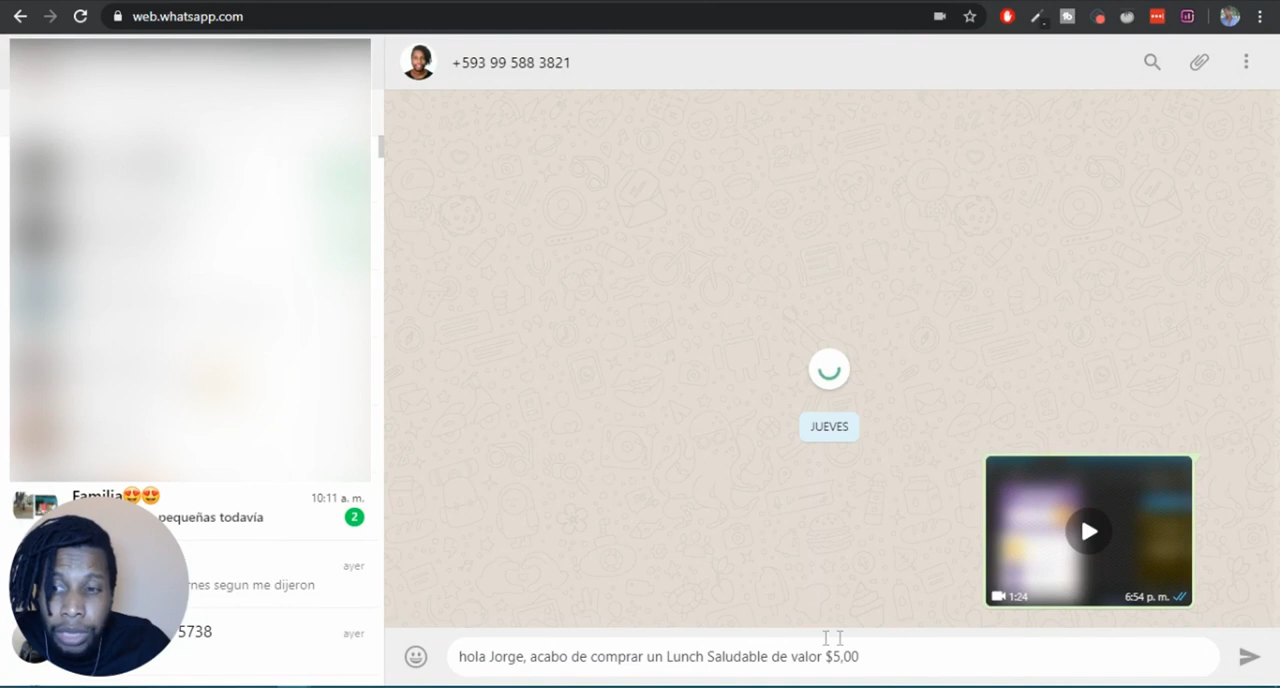 web.whatsapp.com
+593 99 588 3821
JUEVES
1:24
6:54 p. m.
Familia😍😍
10:11 a. m.
pequeñas todavía
2
ayer
rnes segun me dijeron
5738
ayer
hola Jorge, acabo de comprar un Lunch Saludable de valor $5,00